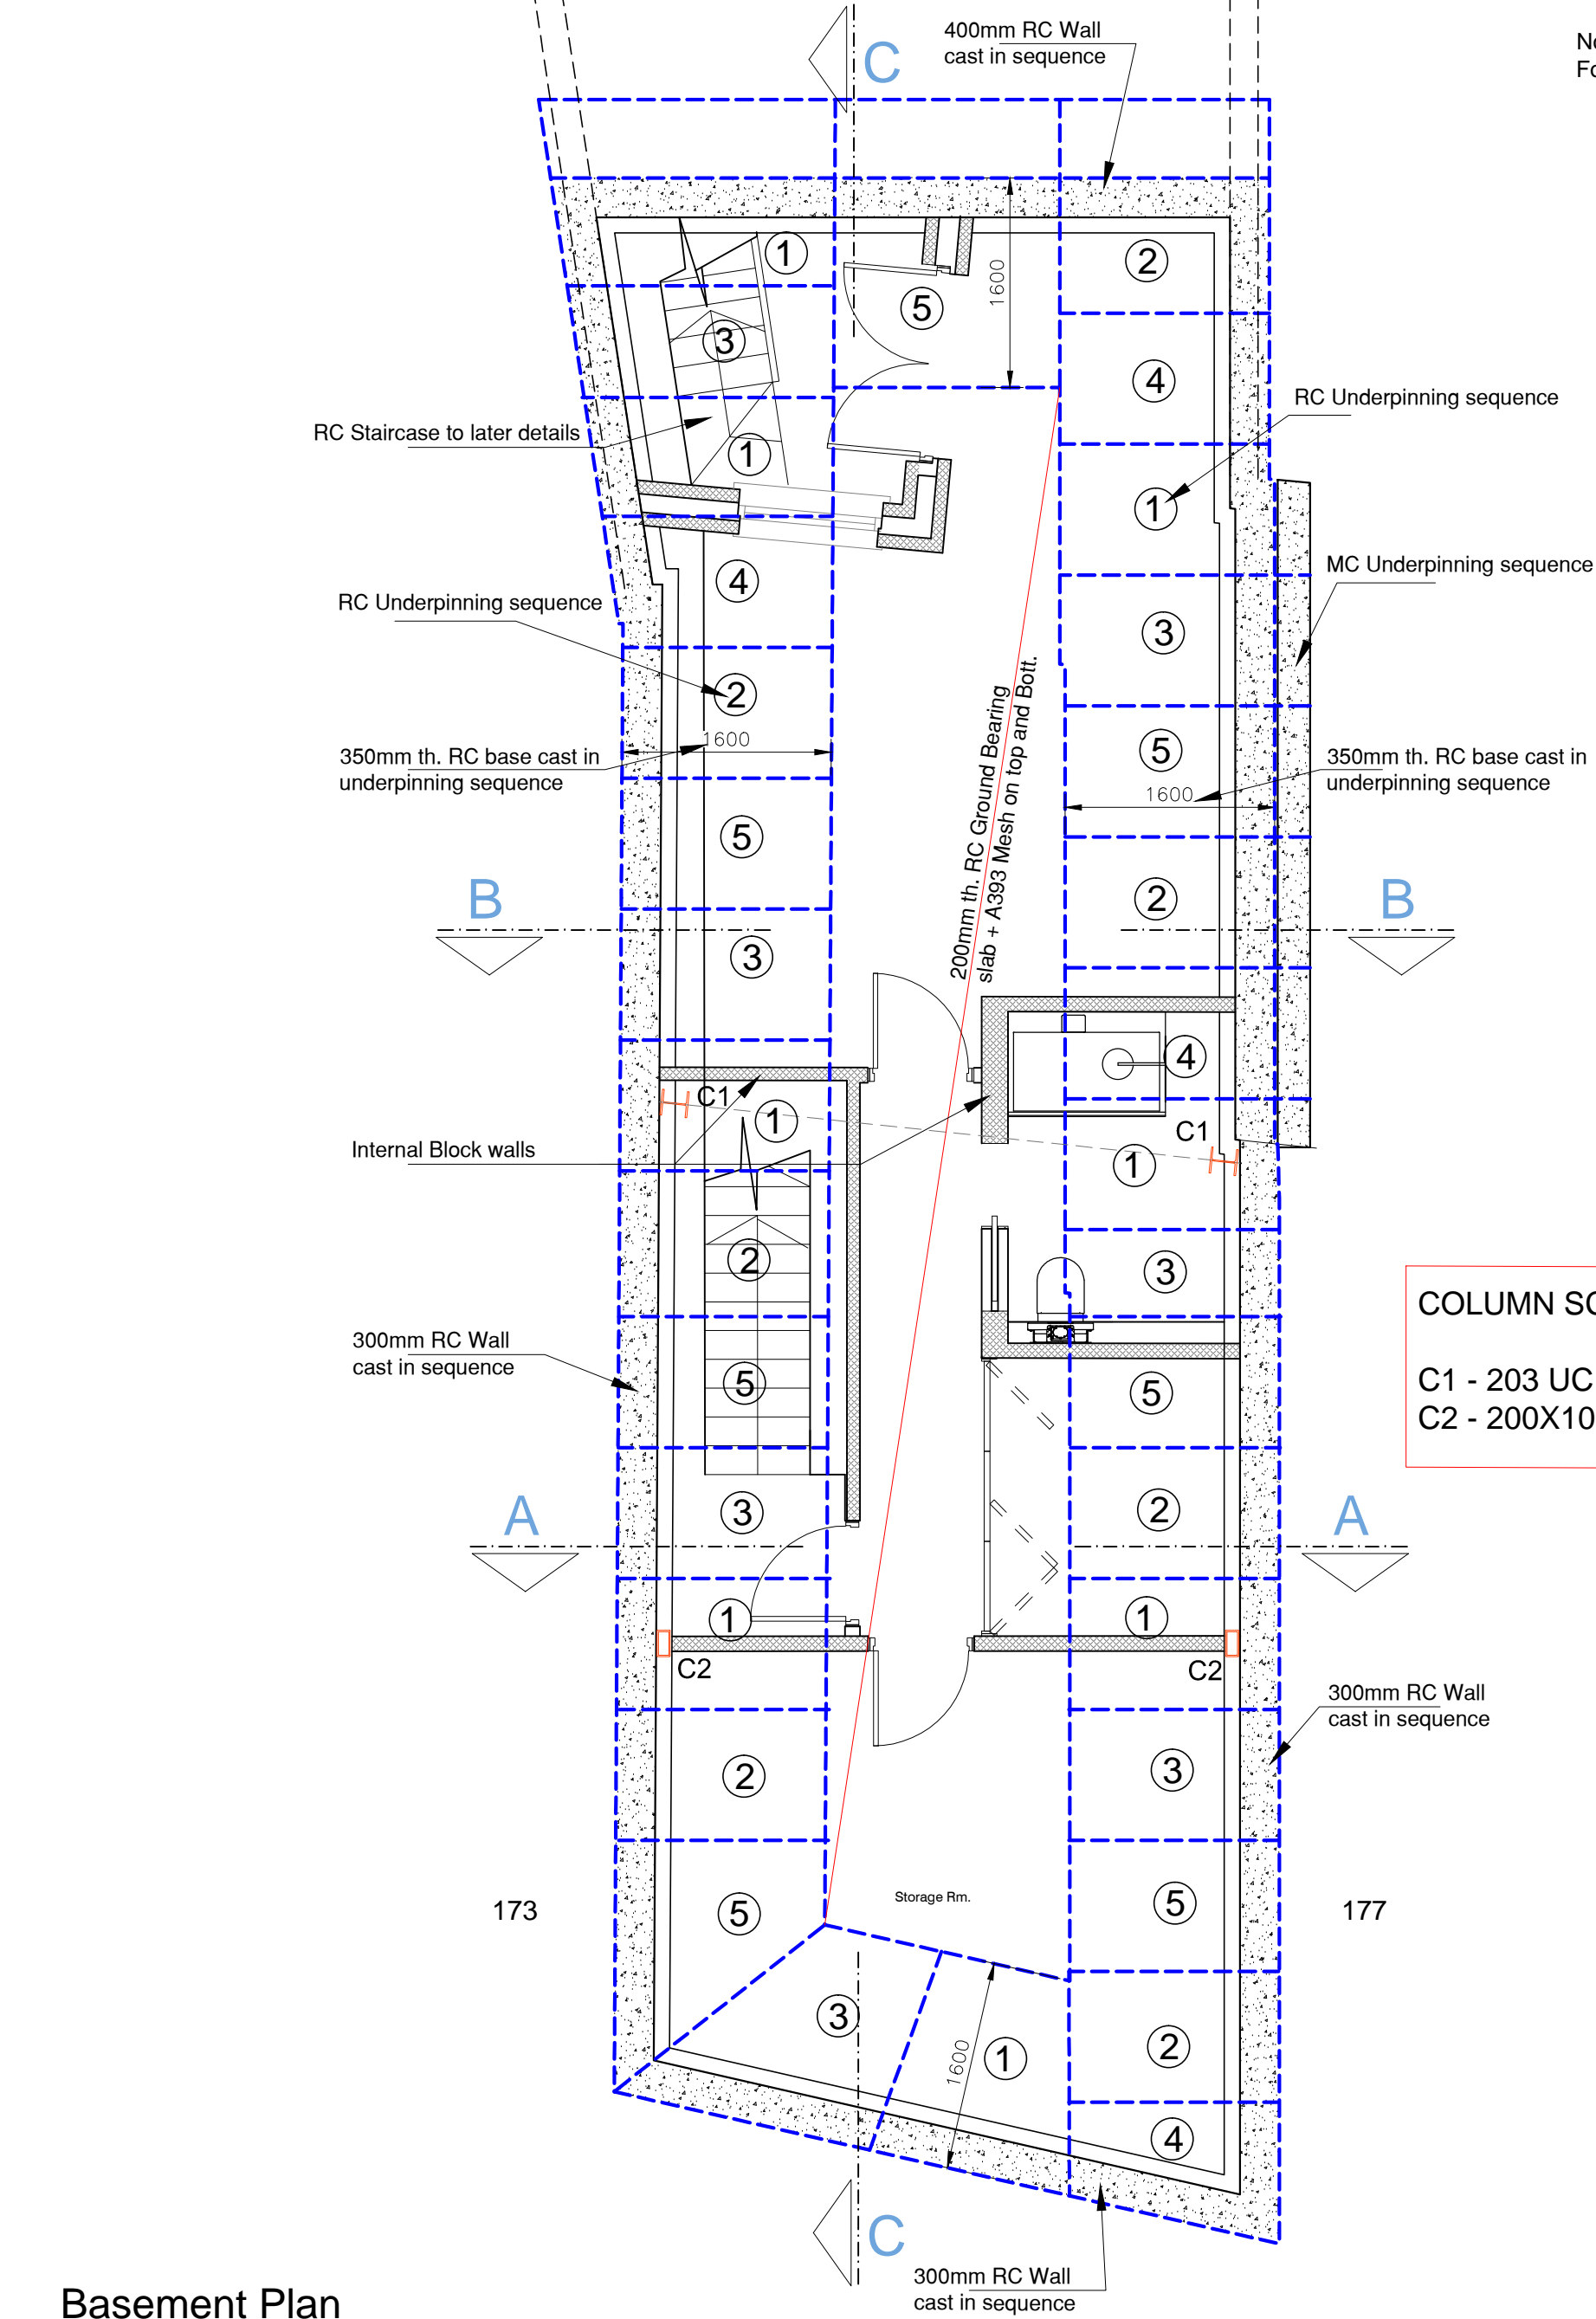 400mm RC Wall
cast in sequence
C
1
2
5
1600
3
4
RC Underpinning sequence
RC Staircase to later details
1
1
4
MC Underpinning sequence
RC Underpinning sequence
3
2
1600
350mm th. RC base cast in
underpinning sequence
5
350mm th. RC base cast in
underpinning sequence
1600
200mm th. RC Ground Bearing
slab + A393 Mesh on top and Bott.
5
2
B
B
3
4
C1
1
C1
Internal Block walls
1
2
3
COLUMN
C1 - 203 UC
C2 - 200X10
300mm RC Wall
cast in sequence
5
5
3
2
A
A
1
1
C2
C2
300mm RC Wall
cast in sequence
2
3
5
Storage Rm.
5
173
177
3
1600
1
2
4
C
300mm RC Wall
cast in sequence
Basement Plan